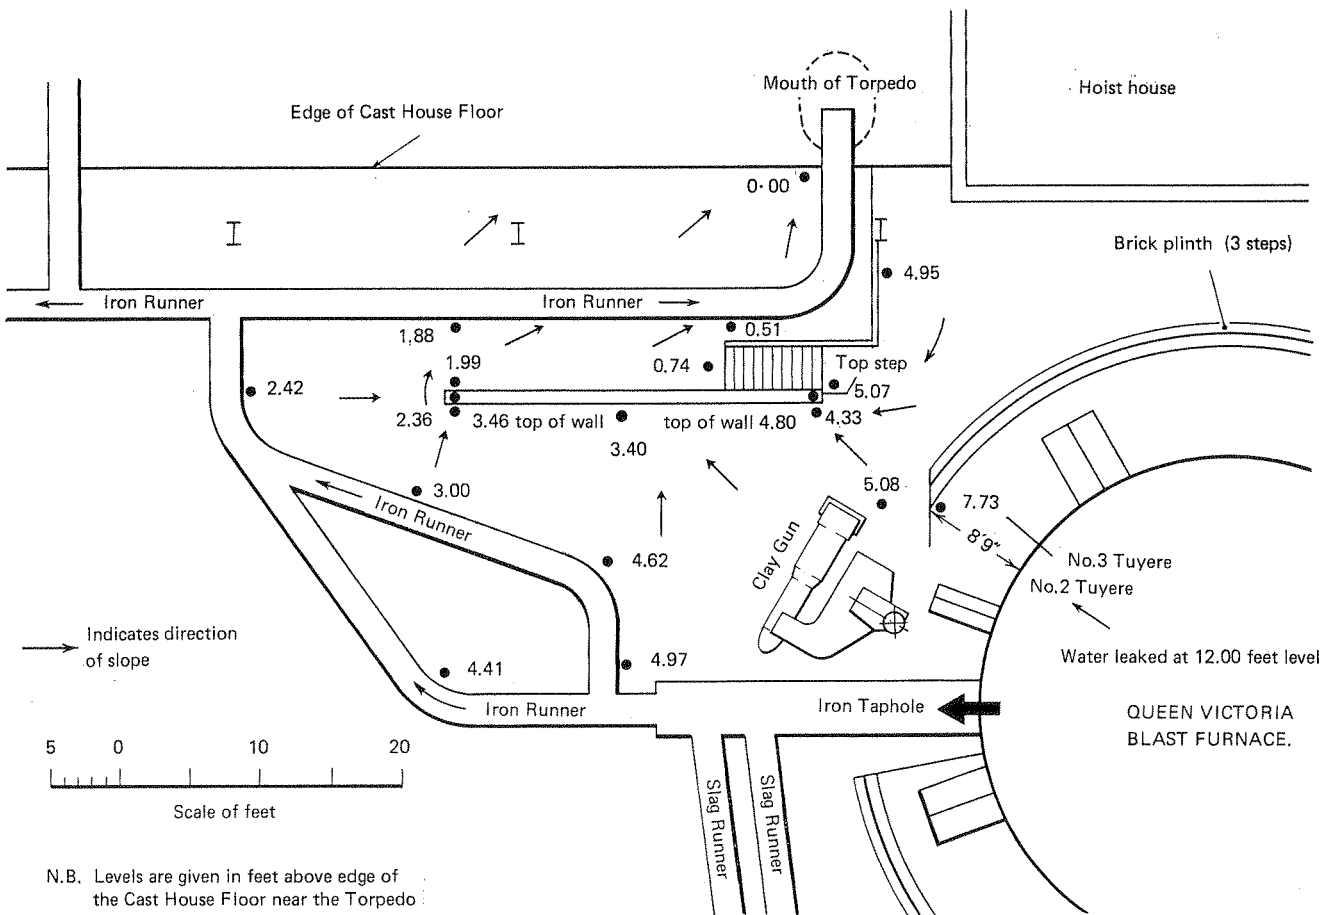 Mouth of Torpedo
Hoist house
Edge of Cast House Floor
0·00
Brick plinth (3 steps)
4.95
Iron Runner
Iron Runner
1,88
0.51
1.99
0.74
Top step
2.42
5.07
2.36
3.46 top of wall
top of wall 4.80
4.33
3.40
5.08
3.00
7.73
Iron Runner
8'9"
Clay Gun
No.3 Tuyere
4.62
No.2 Tuyere
Indicates direction
of slope
4.97
Water leaked at 12.00 feet level
4.41
Iron Runner
Iron Taphole
QUEEN VICTORIA
BLAST FURNACE.
5 0 10 20
Scale of feet
Slag Runner
Slag Runner
N.B. Levels are given in feet above edge of
the Cast House Floor near the Torpedo